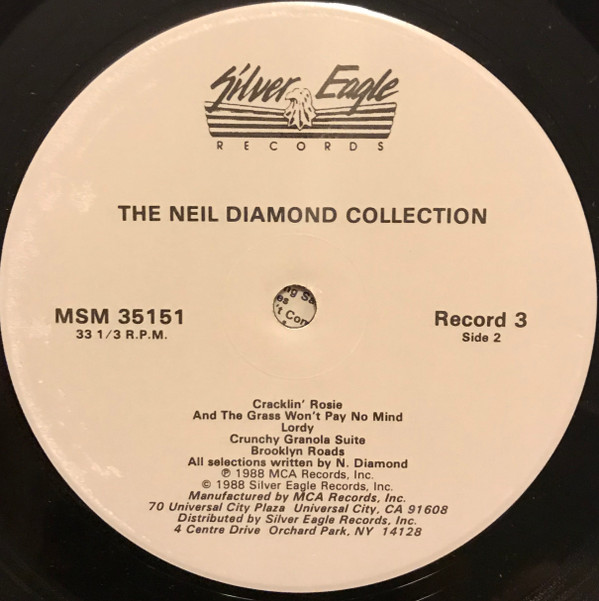 Silver Eagle
RECORDS
THE NEIL DIAMOND COLLECTION
MSM 35151
33 1/3 R.P.M.
Record 3
Side 2
Cracklin' Rosie
And The Grass Won't Pay No Mind
Lordy
Crunchy Granola Suite
Brooklyn Roads
All selections written by N. Diamond
℗ 1988 MCA Records, Inc.
© 1988 Silver Eagle Records, Inc.
Manufactured by MCA Records, Inc.
70 Universal City Plaza Universal City, CA 91608
Distributed by Silver Eagle Records, Inc.
4 Centre Drive Orchard Park, NY 14128